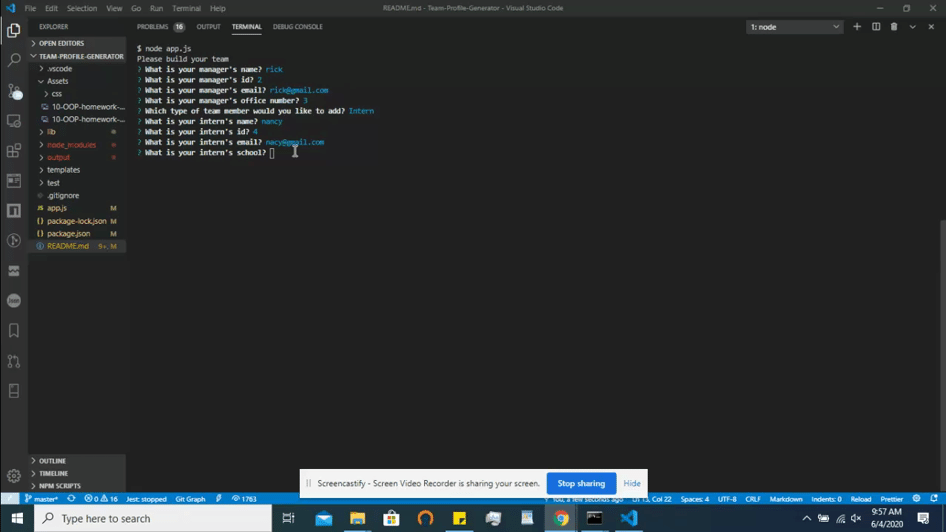 File Edit Selection View Go Run Terminal Help
README.md - Team-Profile-Generator - Visual Studio Code
EXPLORER
OPEN EDITORS
TEAM-PROFILE-GENERATOR
.vscode
Assets
css
10-OOP-homework-...
10-OOP-homework-...
lib
node_modules
output
templates
test
.gitignore
app.js M
package-lock.json M
package.json M
README.md 9+, M
OUTLINE
TIMELINE
NPM SCRIPTS
PROBLEMS 16 OUTPUT TERMINAL DEBUG CONSOLE
1: node
$ node app.js
Please build your team
? What is your manager's name? rick
? What is your manager's id? 2
? What is your manager's email? rick@gmail.com
? What is your manager's office number? 3
? Which type of team member would you like to add? Intern
? What is your intern's name? nancy
? What is your intern's id? 4
? What is your intern's email? nacy@gmail.com
? What is your intern's school?
Screencastify - Screen Video Recorder is sharing your screen. Stop sharing Hide
master* 0 16 Jest: stopped Git Graph 1763
You, a few seconds ago Ln 1, Col 22 Spaces: 4 UTF-8 CRLF Markdown Indents: 0 Reload Prettier
Type here to search
9:57 AM
6/4/2020